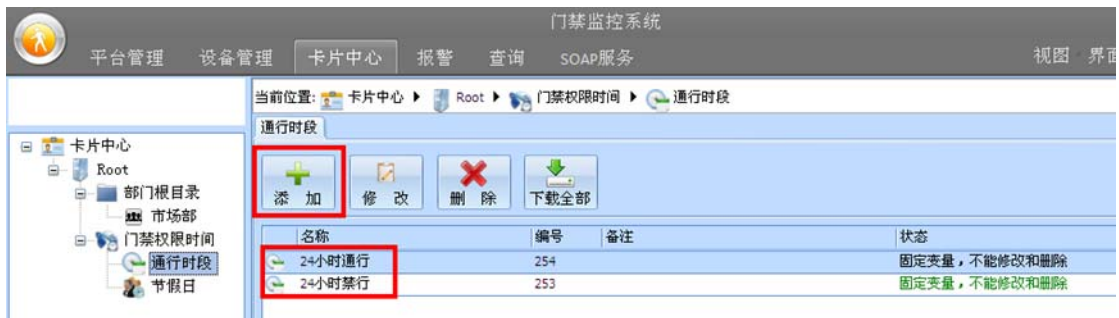 门禁监控系统
平台管理 设备管理 卡片中心 报警 查询 SOAP服务 视图 界面
当前位置: 卡片中心 Root 门禁权限时间 通行时段
通行时段
卡片中心
Root
部门根目录
市场部
门禁权限时间
通行时段
节假日
添 加 修 改 删 除 下载全部
名称 编号 备注 状态
24小时通行 254 固定变量，不能修改和删除
24小时禁行 253 固定变量，不能修改和删除